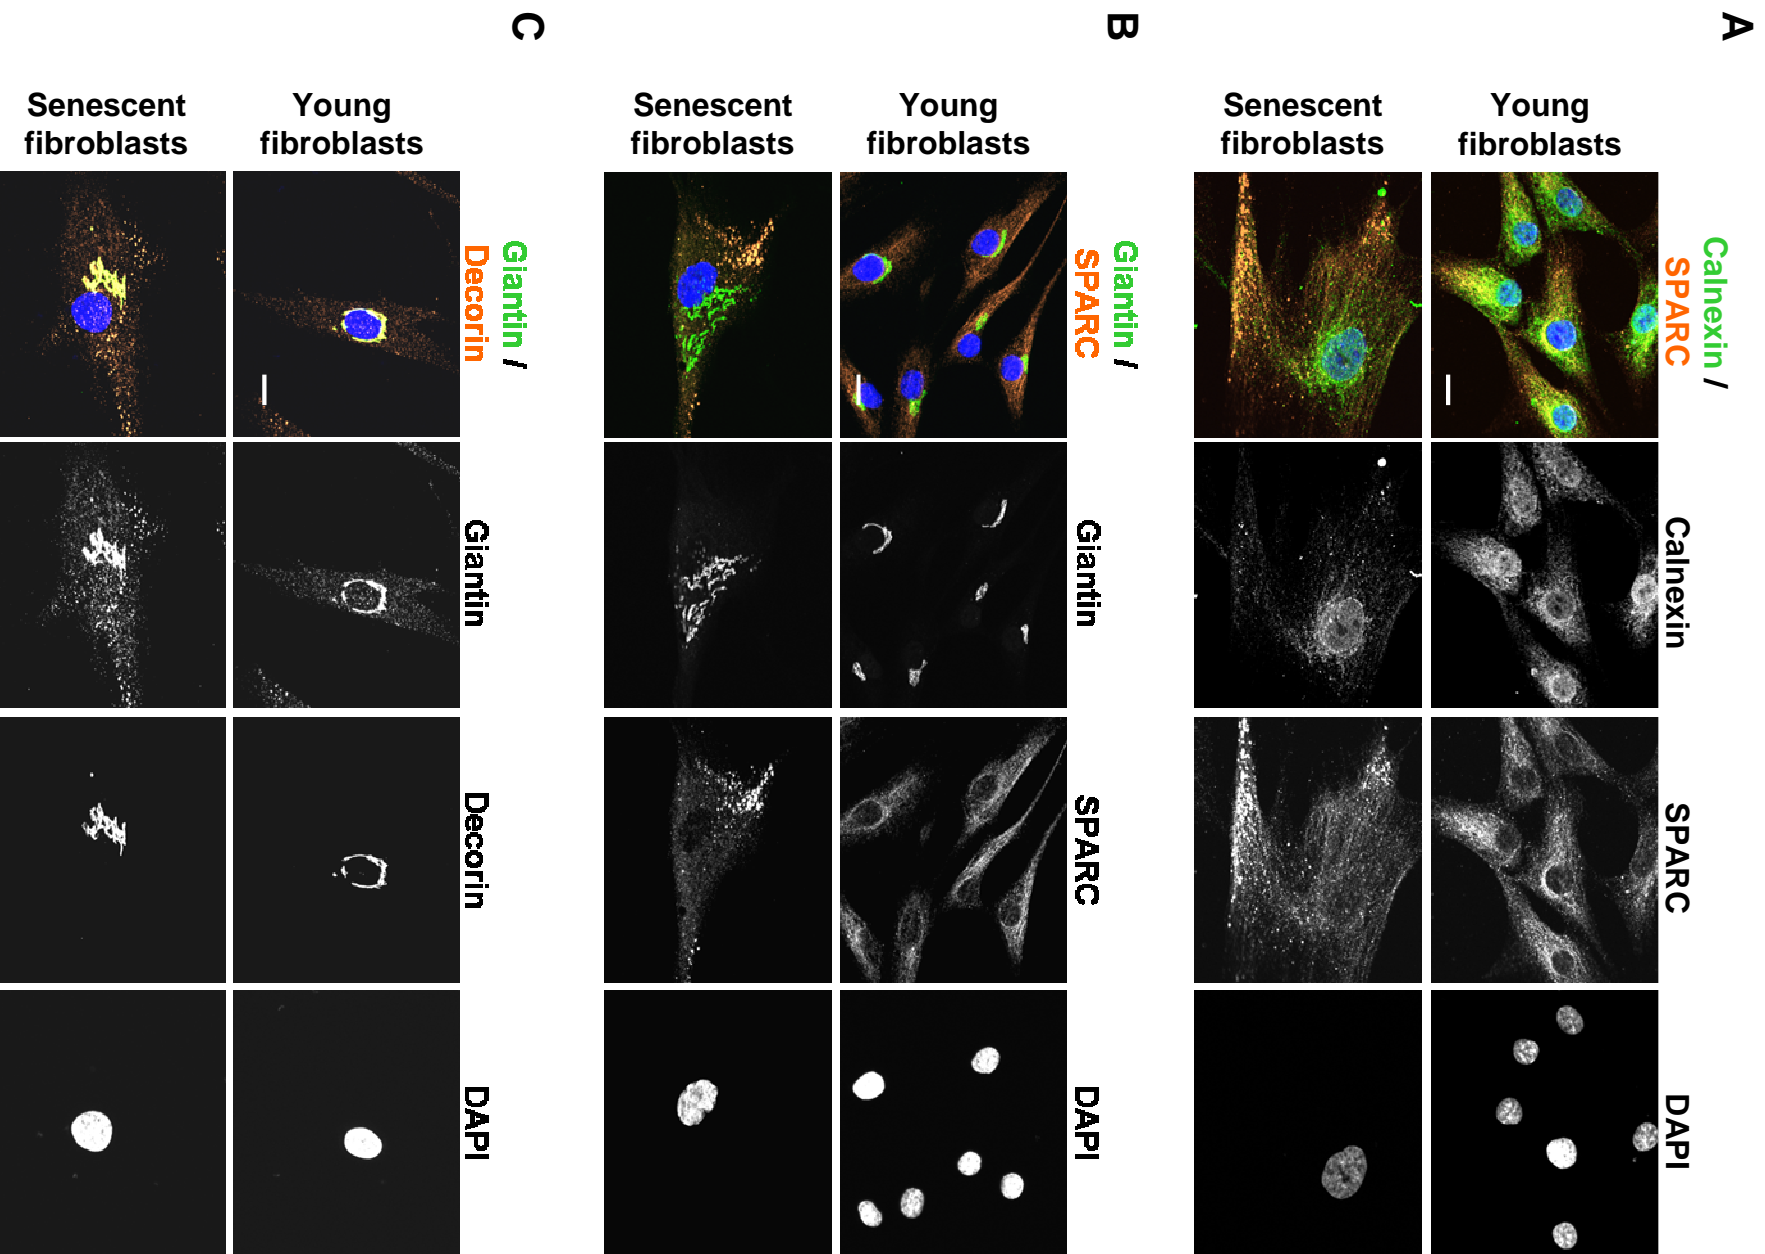 A
Calnexin /
SPARC
Calnexin
SPARC
DAPI
Young
fibroblasts
Senescent
fibroblasts
B
Giantin /
SPARC
Giantin
SPARC
DAPI
Young
fibroblasts
Senescent
fibroblasts
C
Giantin /
Decorin
Giantin
Decorin
DAPI
Young
fibroblasts
Senescent
fibroblasts